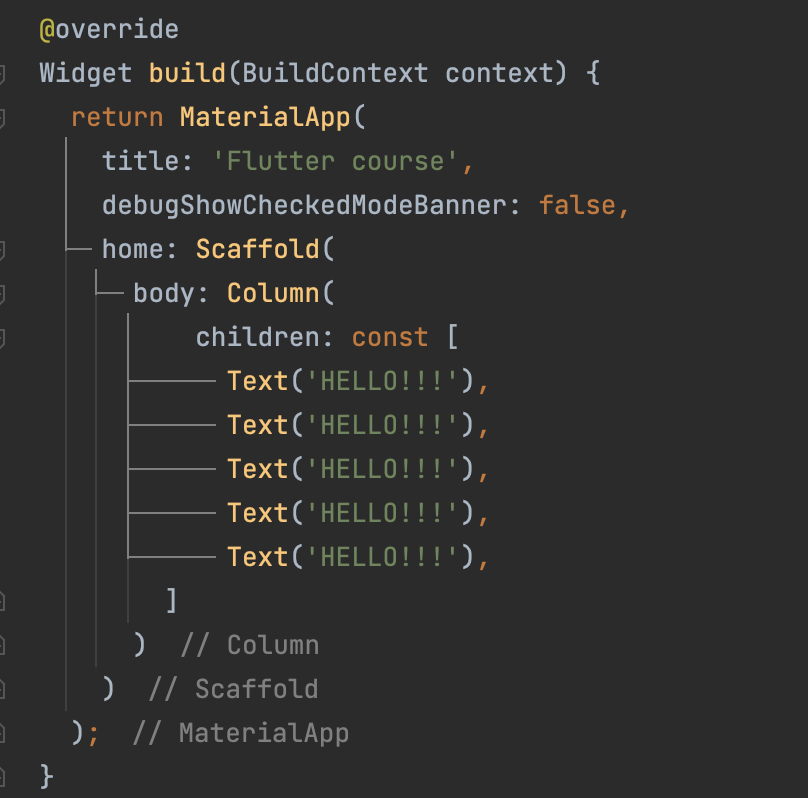 @override
Widget build(BuildContext context) {
return MaterialApp(
title: 'Flutter course',
debugShowCheckedModeBanner: false,
home: Scaffold(
body: Column(
children: const [
Text('HELLO!!!'),
Text('HELLO!!!'),
Text('HELLO!!!'),
Text('HELLO!!!'),
Text('HELLO!!!'),
]
) // Column
) // Scaffold
); // MaterialApp
}